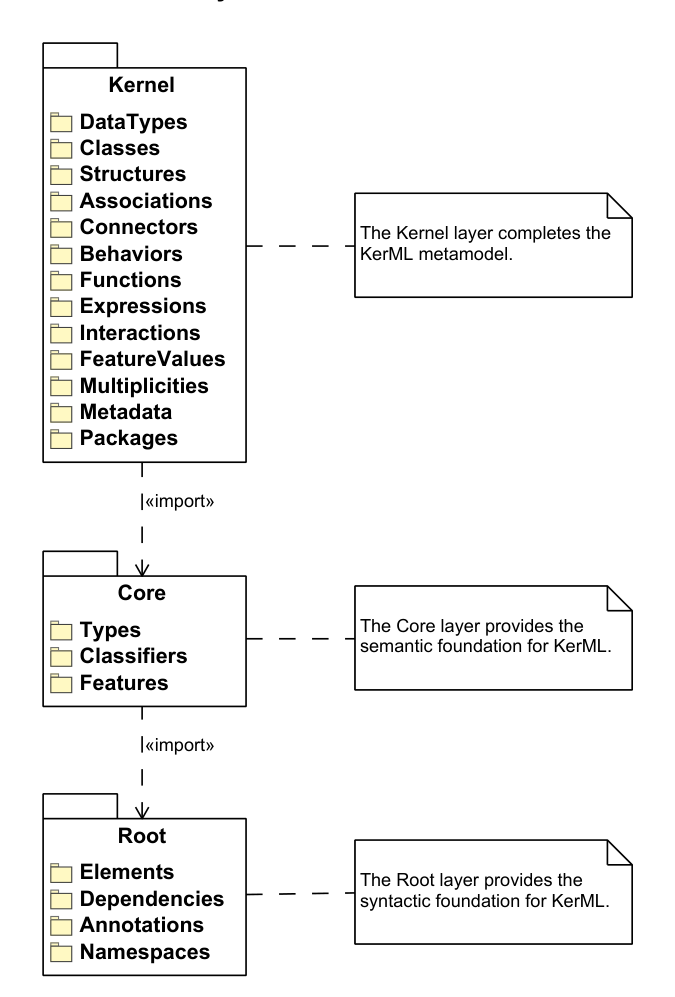 Kernel
DataTypes
Classes
Structures
Associations
Connectors
Behaviors
Functions
Expressions
Interactions
FeatureValues
Multiplicities
Metadata
Packages
The Kernel layer completes the
KerML metamodel.
«import»
Core
Types
Classifiers
Features
The Core layer provides the
semantic foundation for KerML.
«import»
Root
Elements
Dependencies
Annotations
Namespaces
The Root layer provides the
syntactic foundation for KerML.